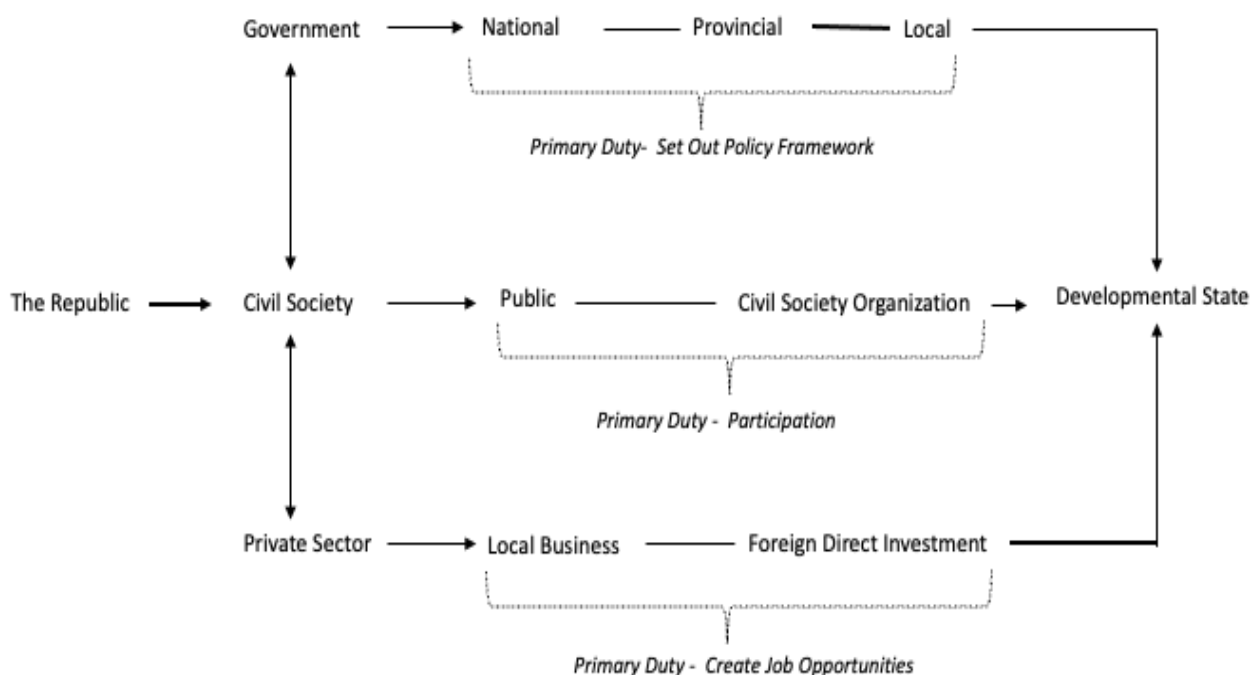 Government National Provincial Local
Primary Duty- Set Out Policy Framework
The Republic Civil Society Public Civil Society Organization Developmental State
Primary Duty - Participation
Private Sector Local Business Foreign Direct Investment
Primary Duty - Create Job Opportunities